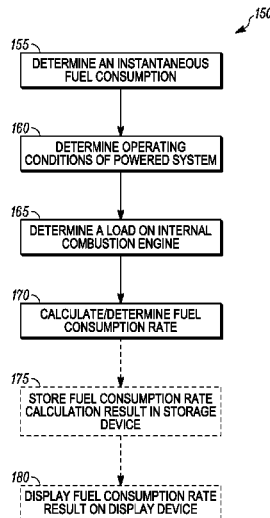 150
155
DETERMINE AN INSTANTANEOUS
FUEL CONSUMPTION
160
DETERMINE OPERATING
CONDITIONS OF POWERED SYSTEM
165
DETERMINE A LOAD ON INTERNAL
COMBUSTION ENGINE
170
CALCULATE/DETERMINE FUEL
CONSUMPTION RATE
175
STORE FUEL CONSUMPTION RATE
CALCULATION RESULT IN STORAGE
DEVICE
180
DISPLAY FUEL CONSUMPTION RATE
RESULT ON DISPLAY DEVICE